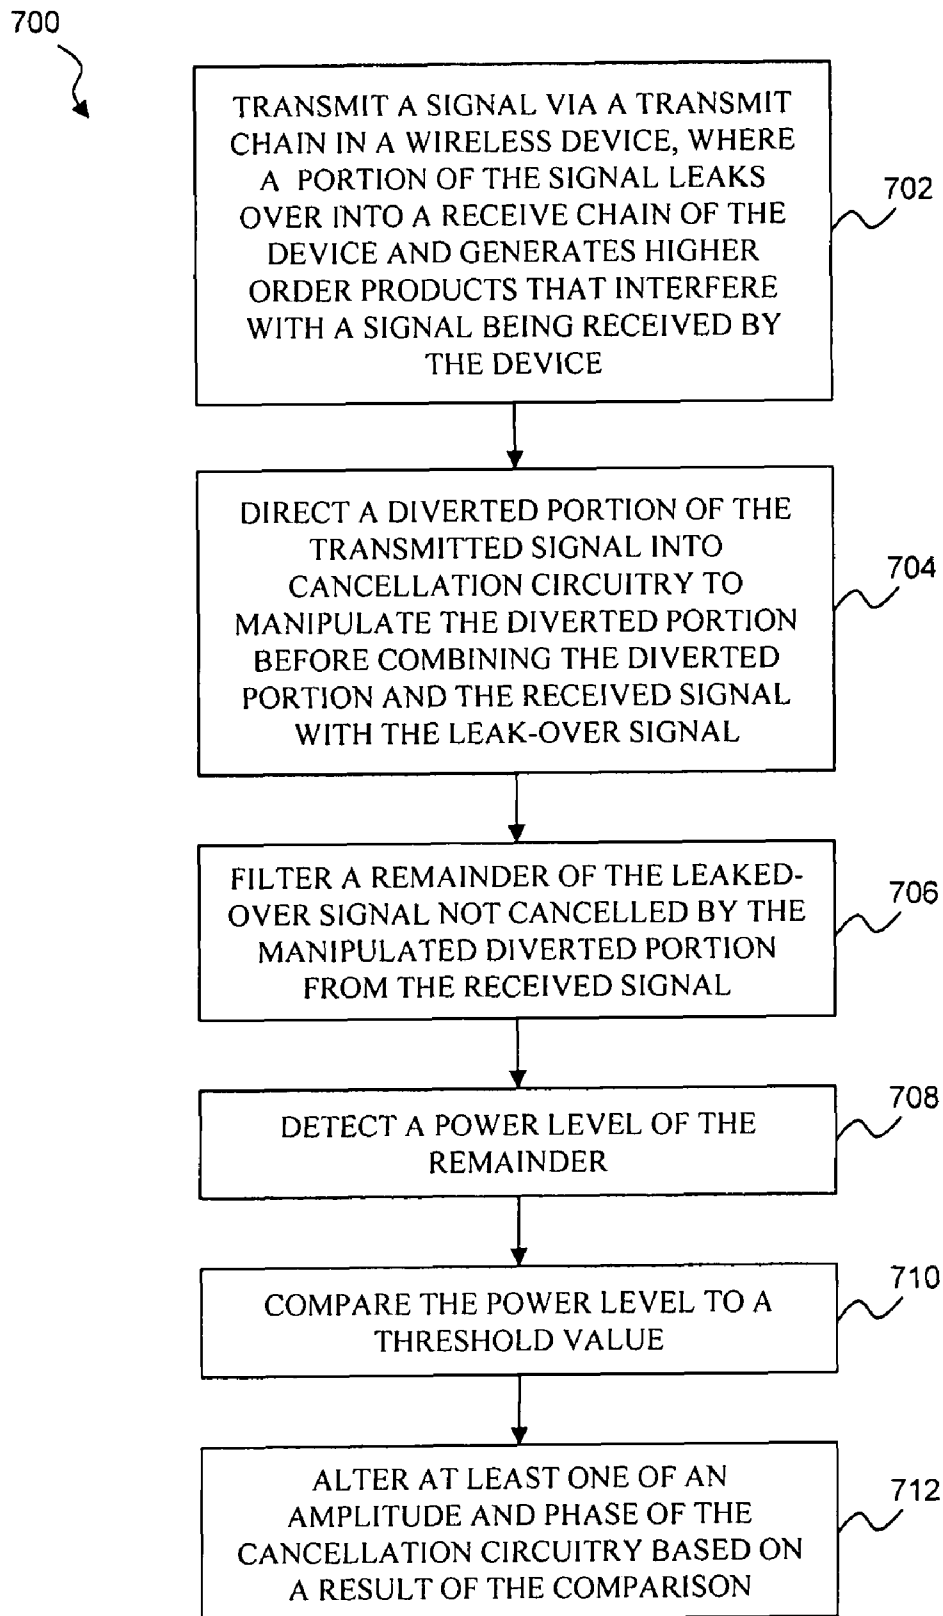 700
TRANSMIT A SIGNAL VIA A TRANSMIT
CHAIN IN A WIRELESS DEVICE, WHERE
A PORTION OF THE SIGNAL LEAKS
OVER INTO A RECEIVE CHAIN OF THE
DEVICE AND GENERATES HIGHER
ORDER PRODUCTS THAT INTERFERE
WITH A SIGNAL BEING RECEIVED BY
THE DEVICE
702
DIRECT A DIVERTED PORTION OF THE
TRANSMITTED SIGNAL INTO
CANCELLATION CIRCUITRY TO
MANIPULATE THE DIVERTED PORTION
BEFORE COMBINING THE DIVERTED
PORTION AND THE RECEIVED SIGNAL
WITH THE LEAK-OVER SIGNAL
704
FILTER A REMAINDER OF THE LEAKED-
OVER SIGNAL NOT CANCELLED BY THE
MANIPULATED DIVERTED PORTION
FROM THE RECEIVED SIGNAL
706
DETECT A POWER LEVEL OF THE
REMAINDER
708
COMPARE THE POWER LEVEL TO A
THRESHOLD VALUE
710
ALTER AT LEAST ONE OF AN
AMPLITUDE AND PHASE OF THE
CANCELLATION CIRCUITRY BASED ON
A RESULT OF THE COMPARISON
712